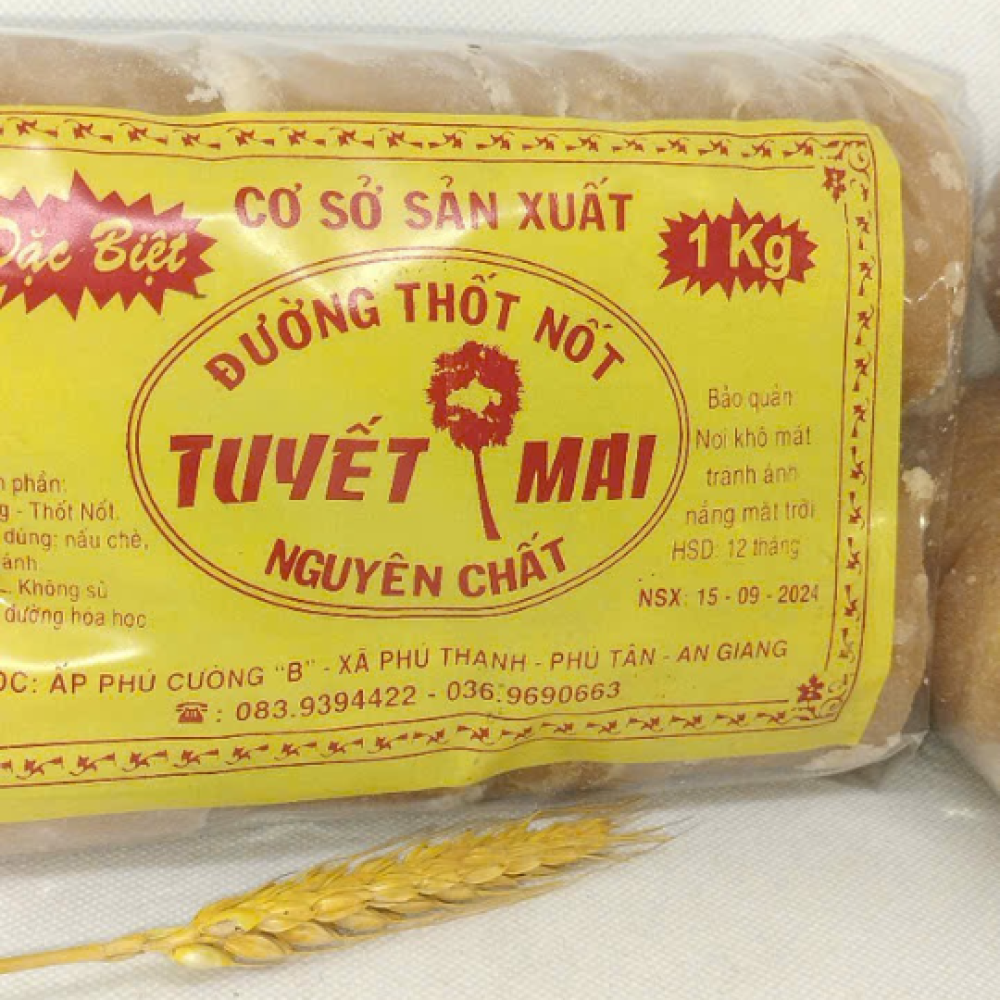 CƠ SỞ SẢN XUẤT
Đặc Biệt
1 Kg
ĐƯỜNG THỐT NỐT
TUYẾT MAI
NGUYÊN CHẤT
phần:
- Thốt Nốt.
dùng: nấu chè,
Không sử
đường hóa học
Bảo quản
Nơi khô mát
tránh ánh
nắng mặt trời
HSD: 12 tháng
NSX: 15 - 09 - 2024
ĐC: ẤP PHÚ CƯỜNG "B" - XÃ PHÚ THẠNH - PHÚ TÂN - AN GIANG
☎ : 083.9394422 - 036.9690663